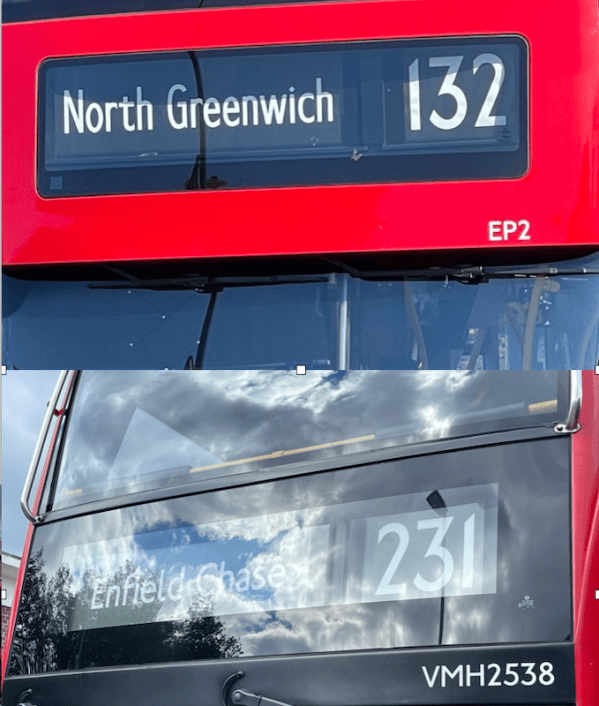 North Greenwich 132
EP2
Enfield Chase 231
VMH2538